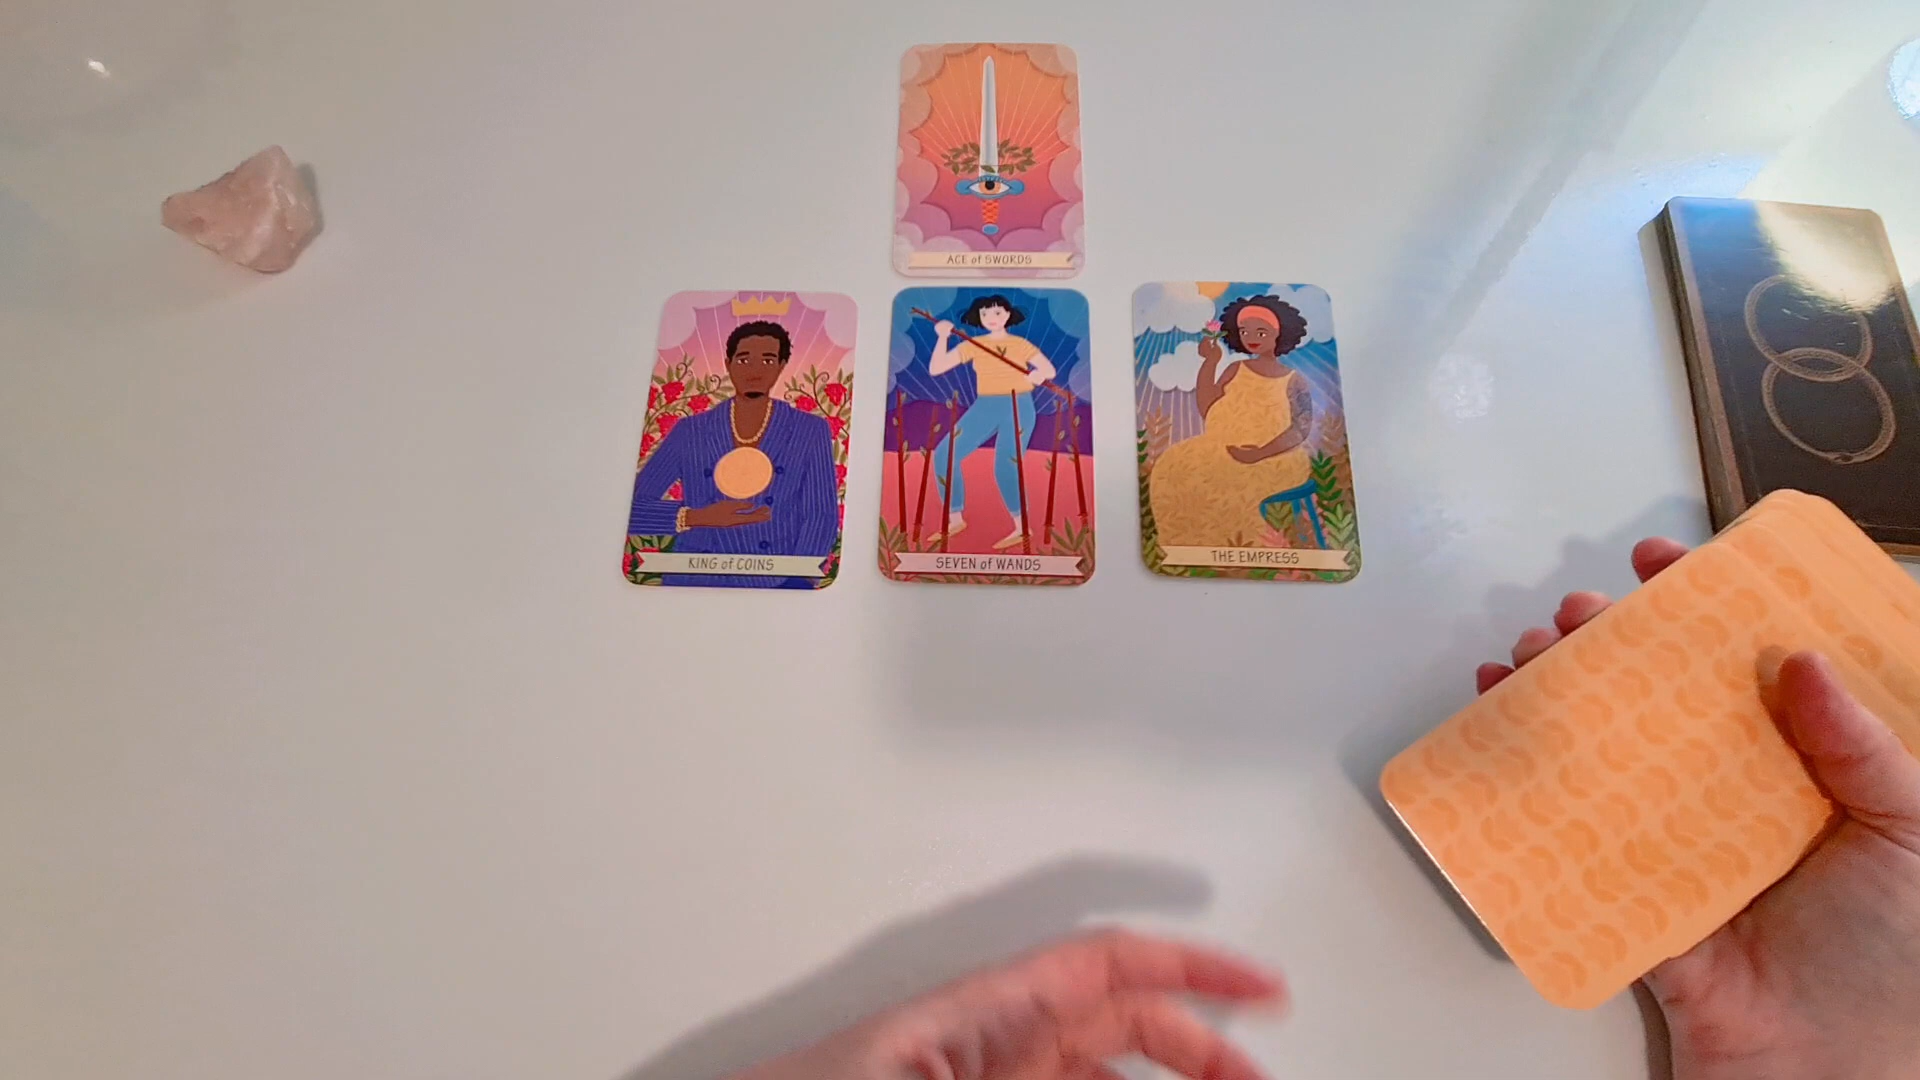 ACE of SWORDS
KING of COINS
SEVEN of WANDS
THE EMPRESS